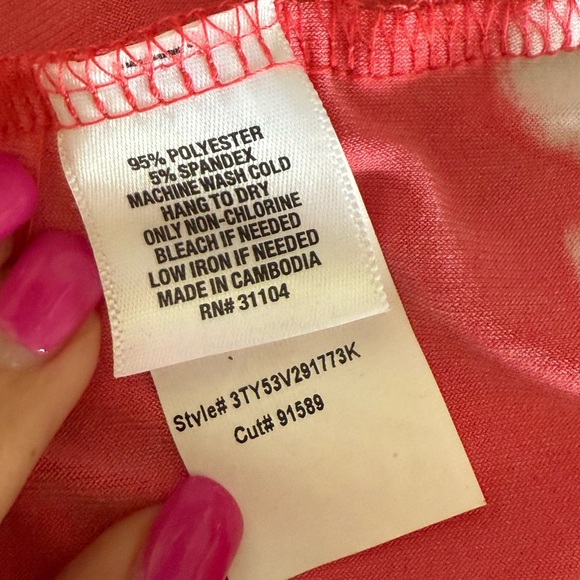 95% POLYESTER
5% SPANDEX
MACHINE WASH COLD
HANG TO DRY
ONLY NON-CHLORINE
BLEACH IF NEEDED
LOW IRON IF NEEDED
MADE IN CAMBODIA
RN# 31104
Style# 3TY53V291773K
Cut# 91589